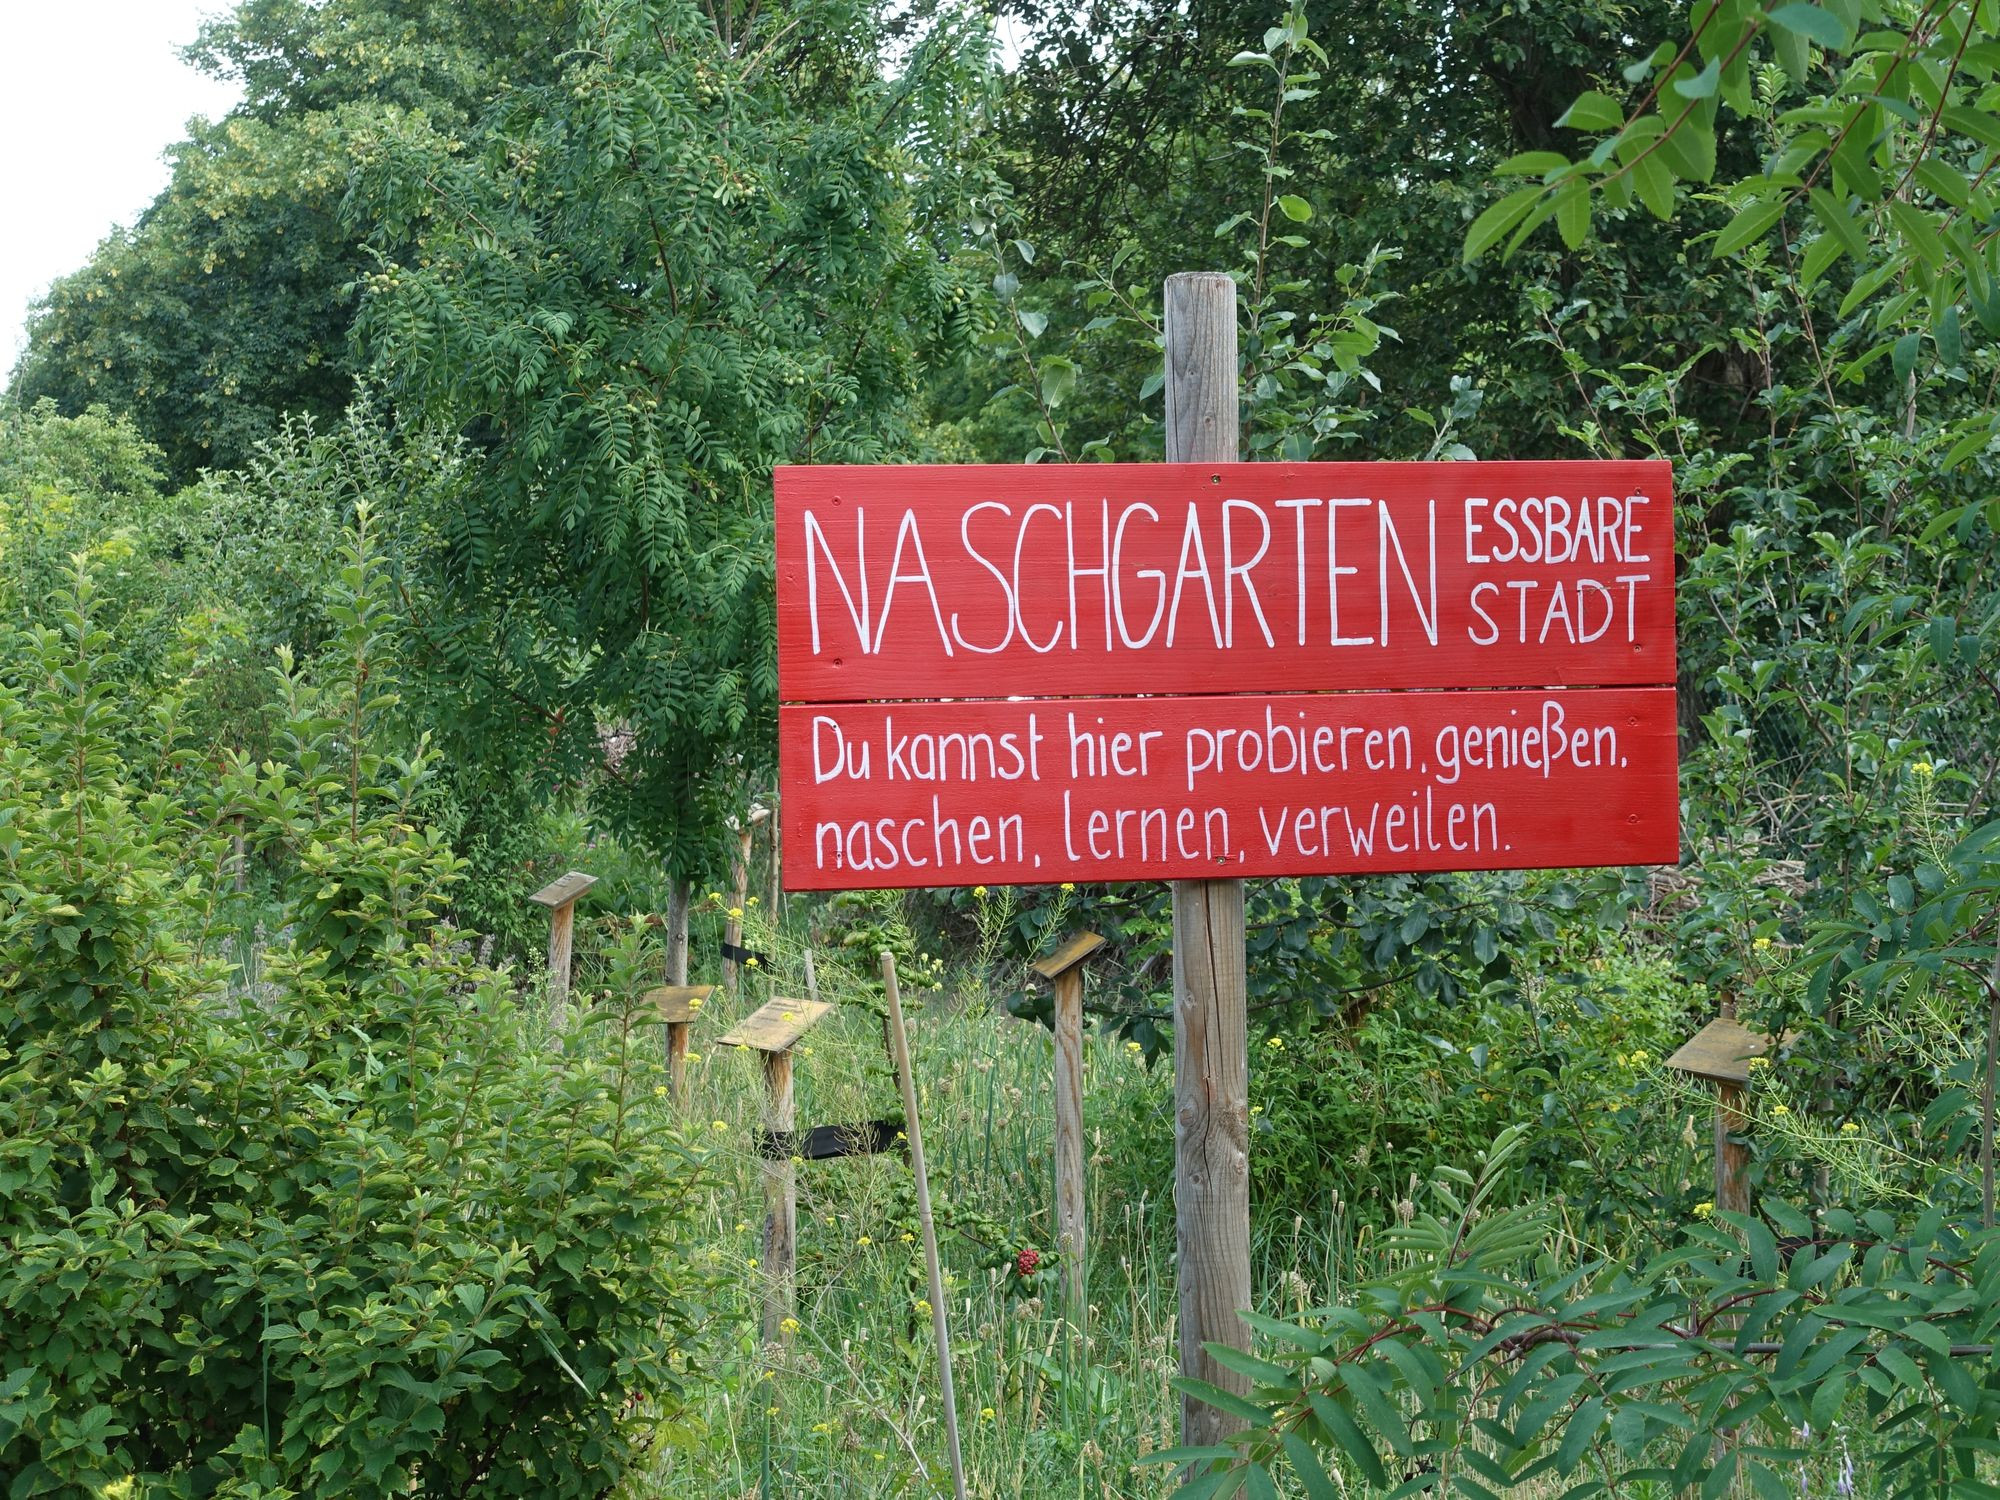 NASCHGARTEN ESSBARE
STADT
Du kannst hier probieren, genießen,
naschen, lernen, verweilen.